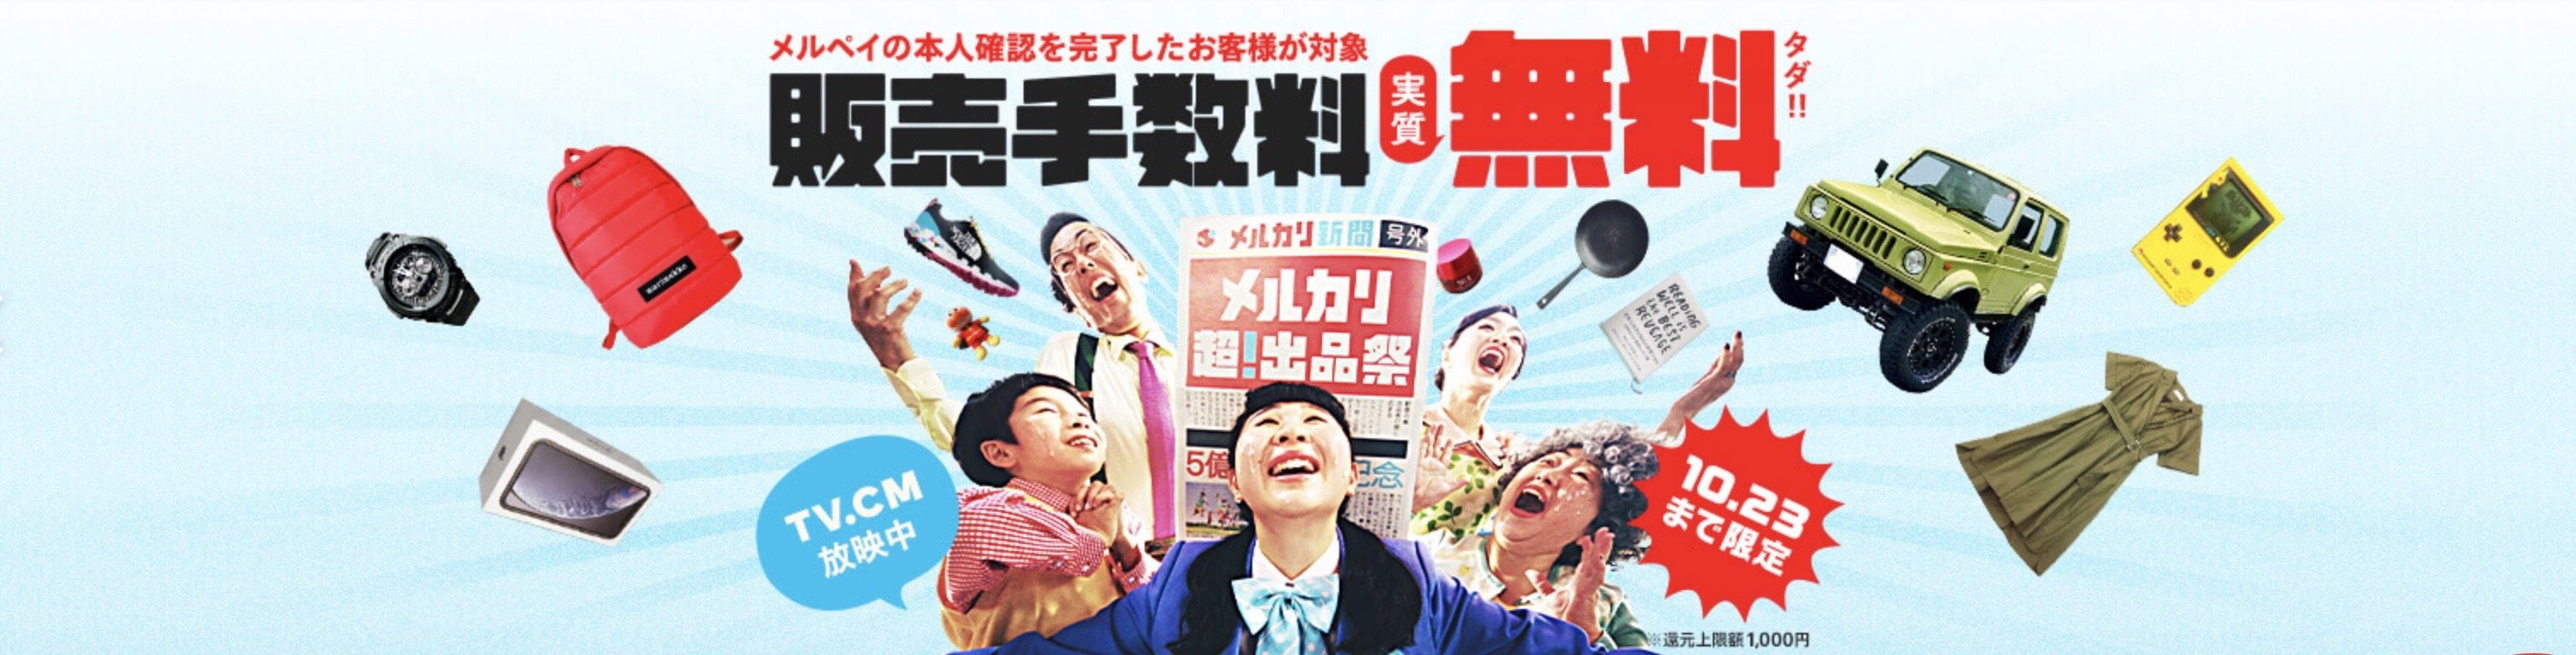 メルペイの本人確認を完了したお客様が対象
販売手数料
実質
無料
タダ!!
メルカリ新聞 号外
メルカリ
超!出品祭
5億
記念
marimekko
READING
WELL IS
the BEST
REVENGE
TV.CM
放映中
10.23
まで限定
※還元上限額1,000円